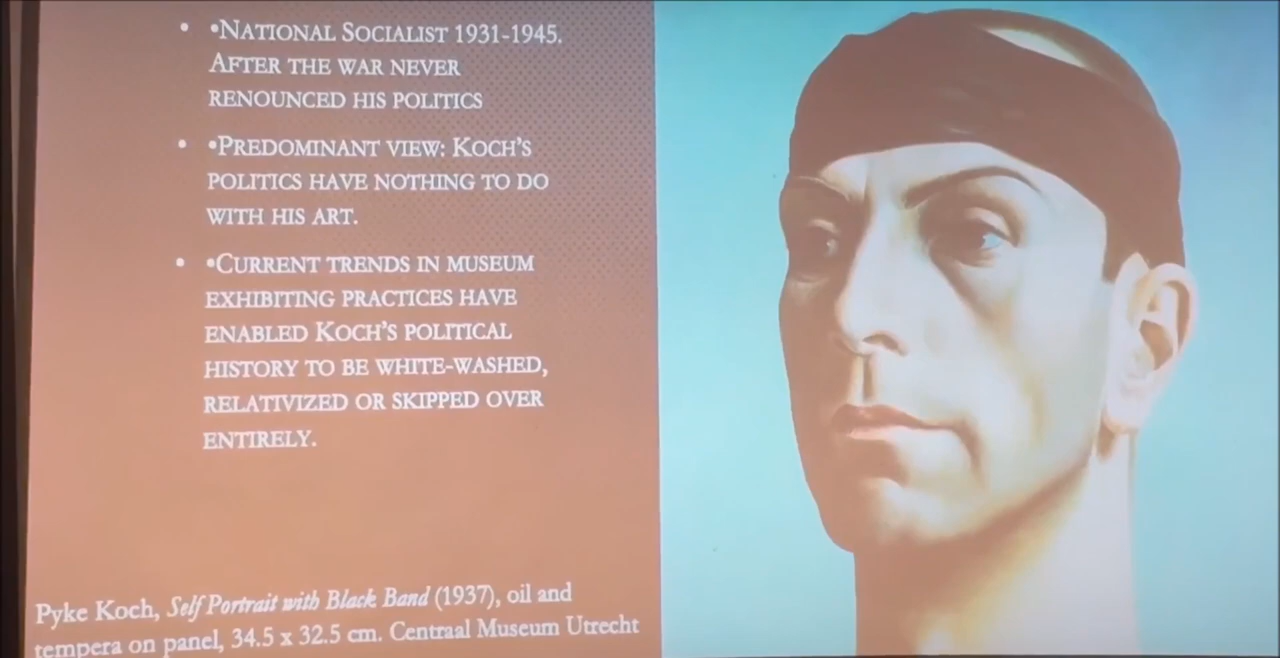 • •NATIONAL SOCIALIST 1931-1945.
AFTER THE WAR NEVER
RENOUNCED HIS POLITICS
• •PREDOMINANT VIEW: KOCH'S
POLITICS HAVE NOTHING TO DO
WITH HIS ART.
• •CURRENT TRENDS IN MUSEUM
EXHIBITING PRACTICES HAVE
ENABLED KOCH'S POLITICAL
HISTORY TO BE WHITE-WASHED,
RELATIVIZED OR SKIPPED OVER
ENTIRELY.
Pyke Koch, Self Portrait with Black Band (1937), oil and
tempera on panel, 34.5 x 32.5 cm. Centraal Museum Utrecht